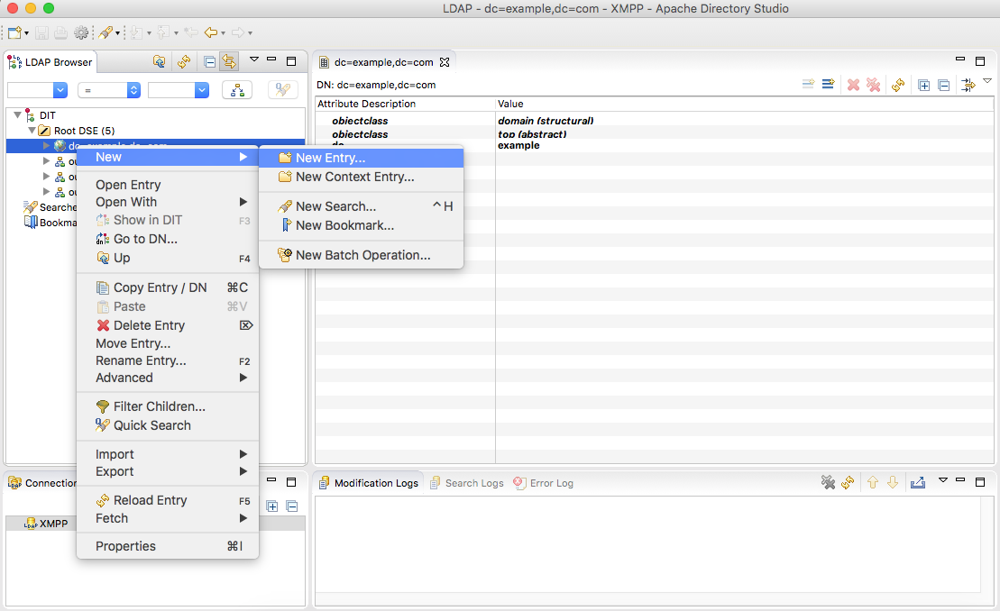 LDAP - dc=example,dc=com - XMPP - Apache Directory Studio
LDAP Browser
=
DIT
Root DSE (5)
dc=example,dc=com
ou
ou
ou
Searche
Bookma
New
Open Entry
Open With
Show in DIT F3
Go to DN...
Up F4
Copy Entry / DN ⌘C
Paste ⌘V
Delete Entry ⌦
Move Entry...
Rename Entry... F2
Advanced
Filter Children...
Quick Search
Import
Export
Reload Entry F5
Fetch
Properties ⌘I
New Entry...
New Context Entry...
New Search... ^H
New Bookmark...
New Batch Operation...
dc=example,dc=com
DN: dc=example,dc=com
Attribute Description Value
objectclass domain (structural)
objectclass top (abstract)
dc example
Connection
LDAP XMPP
Modification Logs Search Logs Error Log